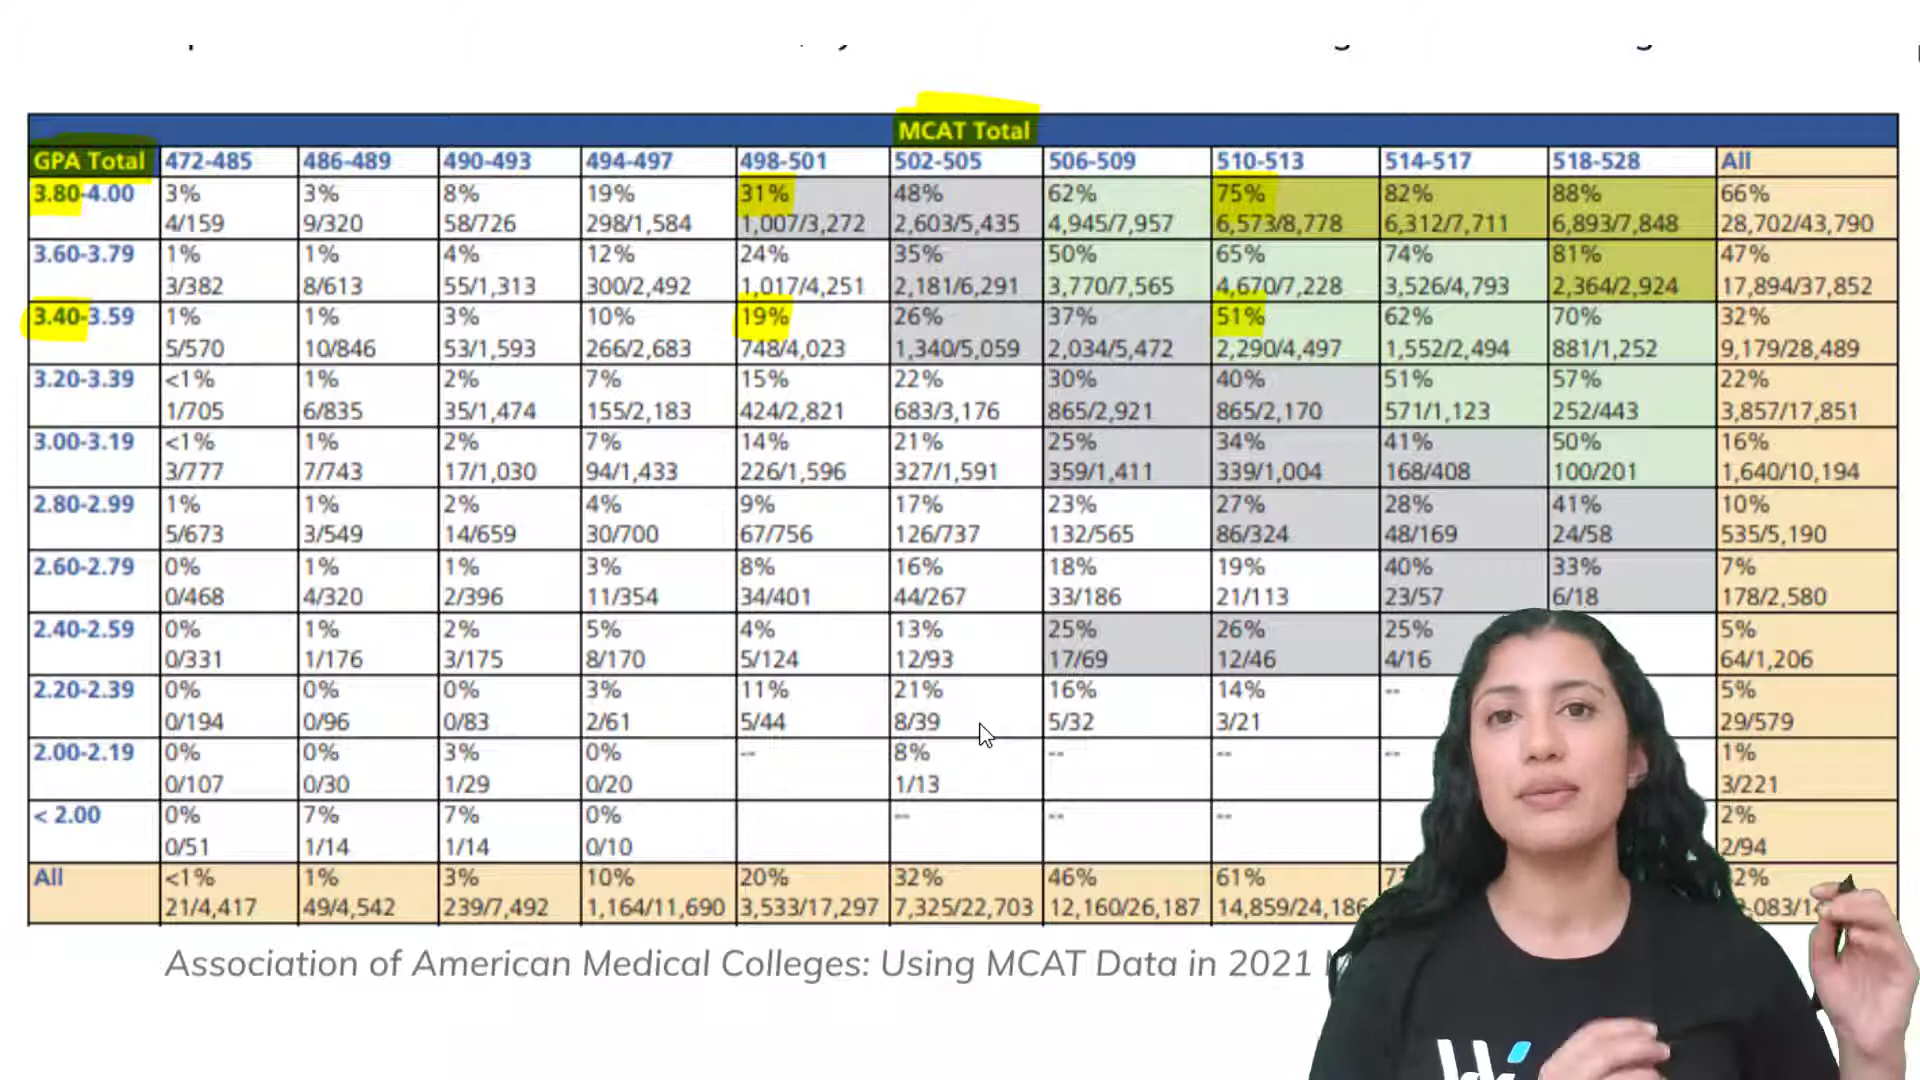 MCAT Total
GPA Total 472-485 486-489 490-493 494-497 498-501 502-505 506-509 510-513 514-517 518-528 All
3.80-4.00 3% 3% 8% 19% 31% 48% 62% 75% 82% 88% 66%
4/159 9/320 58/726 298/1,584 1,007/3,272 2,603/5,435 4,945/7,957 6,573/8,778 6,312/7,711 6,893/7,848 28,702/43,790
3.60-3.79 1% 1% 4% 12% 24% 35% 50% 65% 74% 81% 47%
3/382 8/613 55/1,313 300/2,492 1,017/4,251 2,181/6,291 3,770/7,565 4,670/7,228 3,526/4,793 2,364/2,924 17,894/37,852
3.40-3.59 1% 1% 3% 10% 19% 26% 37% 51% 62% 70% 32%
5/570 10/846 53/1,593 266/2,683 748/4,023 1,340/5,059 2,034/5,472 2,290/4,497 1,552/2,494 881/1,252 9,179/28,489
3.20-3.39 <1% 1% 2% 7% 15% 22% 30% 40% 51% 57% 22%
1/705 6/835 35/1,474 155/2,183 424/2,821 683/3,176 865/2,921 865/2,170 571/1,123 252/443 3,857/17,851
3.00-3.19 <1% 1% 2% 7% 14% 21% 25% 34% 41% 50% 16%
3/777 7/743 17/1,030 94/1,433 226/1,596 327/1,591 359/1,411 339/1,004 168/408 100/201 1,640/10,194
2.80-2.99 1% 1% 2% 4% 9% 17% 23% 27% 28% 41% 10%
5/673 3/549 14/659 30/700 67/756 126/737 132/565 86/324 48/169 24/58 535/5,190
2.60-2.79 0% 1% 1% 3% 8% 16% 18% 19% 40% 33% 7%
0/468 4/320 2/396 11/354 34/401 44/267 33/186 21/113 23/57 6/18 178/2,580
2.40-2.59 0% 1% 2% 5% 4% 13% 25% 26% 25% 5%
0/331 1/176 3/175 8/170 5/124 12/93 17/69 12/46 4/16 64/1,206
2.20-2.39 0% 0% 0% 3% 11% 21% 16% 14% -- 5%
0/194 0/96 0/83 2/61 5/44 8/39 5/32 3/21 29/579
2.00-2.19 0% 0% 3% 0% -- 8% -- -- -- 1%
0/107 0/30 1/29 0/20 1/13 3/221
< 2.00 0% 7% 7% 0% -- -- -- 2%
0/51 1/14 1/14 0/10 2/94
All <1% 1% 3% 10% 20% 32% 46% 61%
21/4,417 49/4,542 239/7,492 1,164/11,690 3,533/17,297 7,325/22,703 12,160/26,187 14,859/24,186
Association of American Medical Colleges: Using MCAT Data in 2021